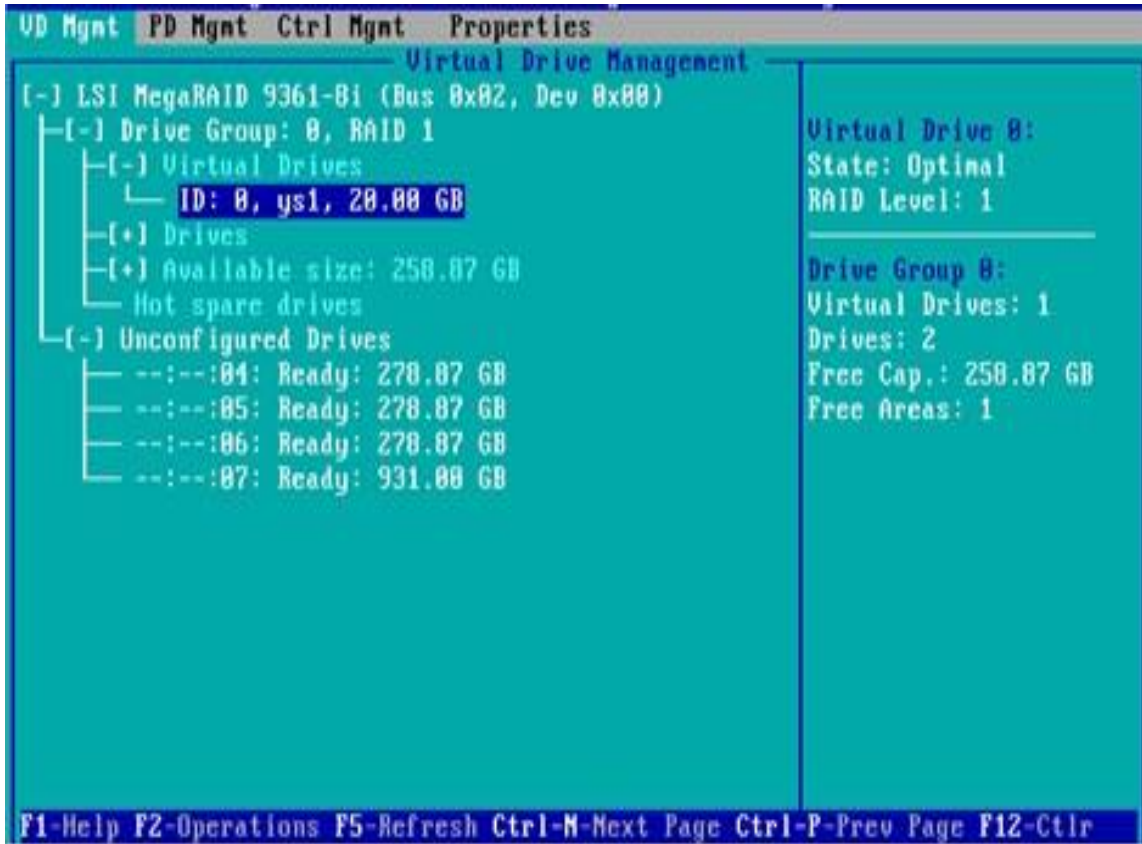 VD Mgmt PD Mgmt Ctrl Mgmt Properties
Virtual Drive Management
[-] LSI MegaRAID 9361-8i (Bus 0x02, Dev 0x00)
[-] Drive Group: 0, RAID 1
[-] Virtual Drives
ID: 0, ys1, 20.00 GB
[+] Drives
[+] Available size: 258.87 GB
Hot spare drives
[-] Unconfigured Drives
--:--:04: Ready: 278.87 GB
--:--:05: Ready: 278.87 GB
--:--:06: Ready: 278.87 GB
--:--:07: Ready: 931.00 GB
Virtual Drive 0:
State: Optimal
RAID Level: 1
Drive Group 0:
Virtual Drives: 1
Drives: 2
Free Cap.: 258.87 GB
Free Areas: 1
F1-Help F2-Operations F5-Refresh Ctrl-N-Next Page Ctrl-P-Prev Page F12-Ctlr